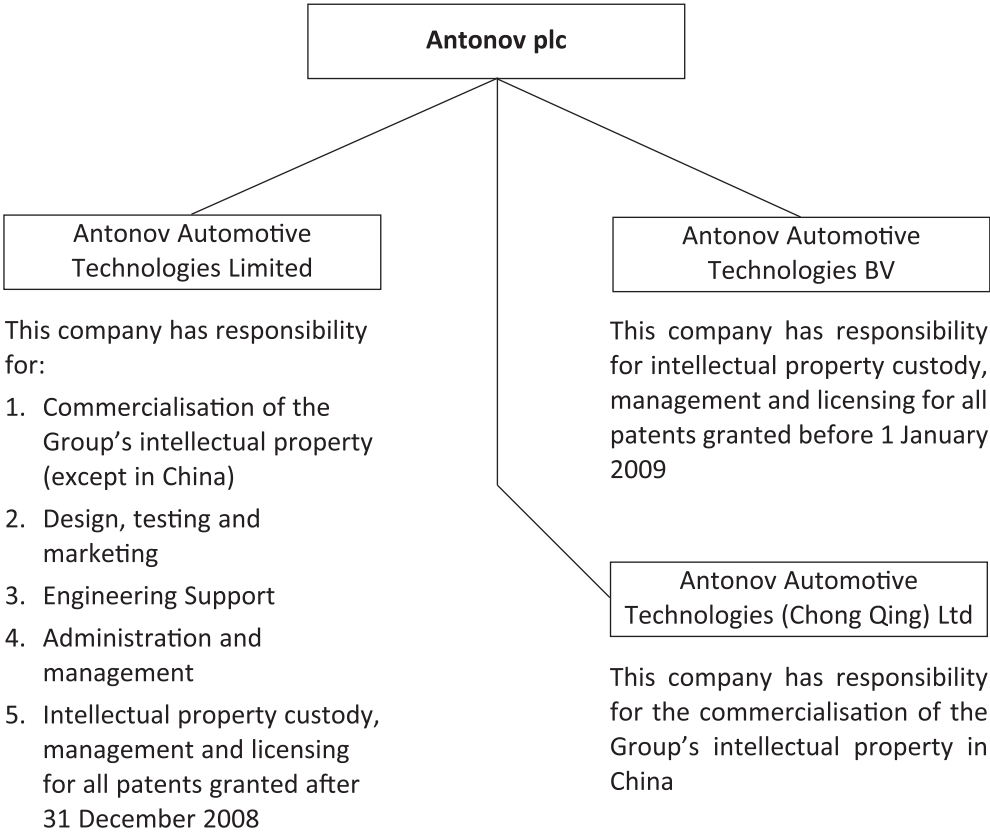 Antonov plc
Antonov Automotive
Technologies Limited
This company has responsibility
for:
1. Commercialisation of the
Group’s intellectual property
(except in China)
2. Design, testing and
marketing
3. Engineering Support
4. Administration and
management
5. Intellectual property custody,
management and licensing
for all patents granted after
31 December 2008
Antonov Automotive
Technologies BV
This company has responsibility
for intellectual property custody,
management and licensing for all
patents granted before 1 January
2009
Antonov Automotive
Technologies (Chong Qing) Ltd
This company has responsibility
for the commercialisation of the
Group’s intellectual property in
China